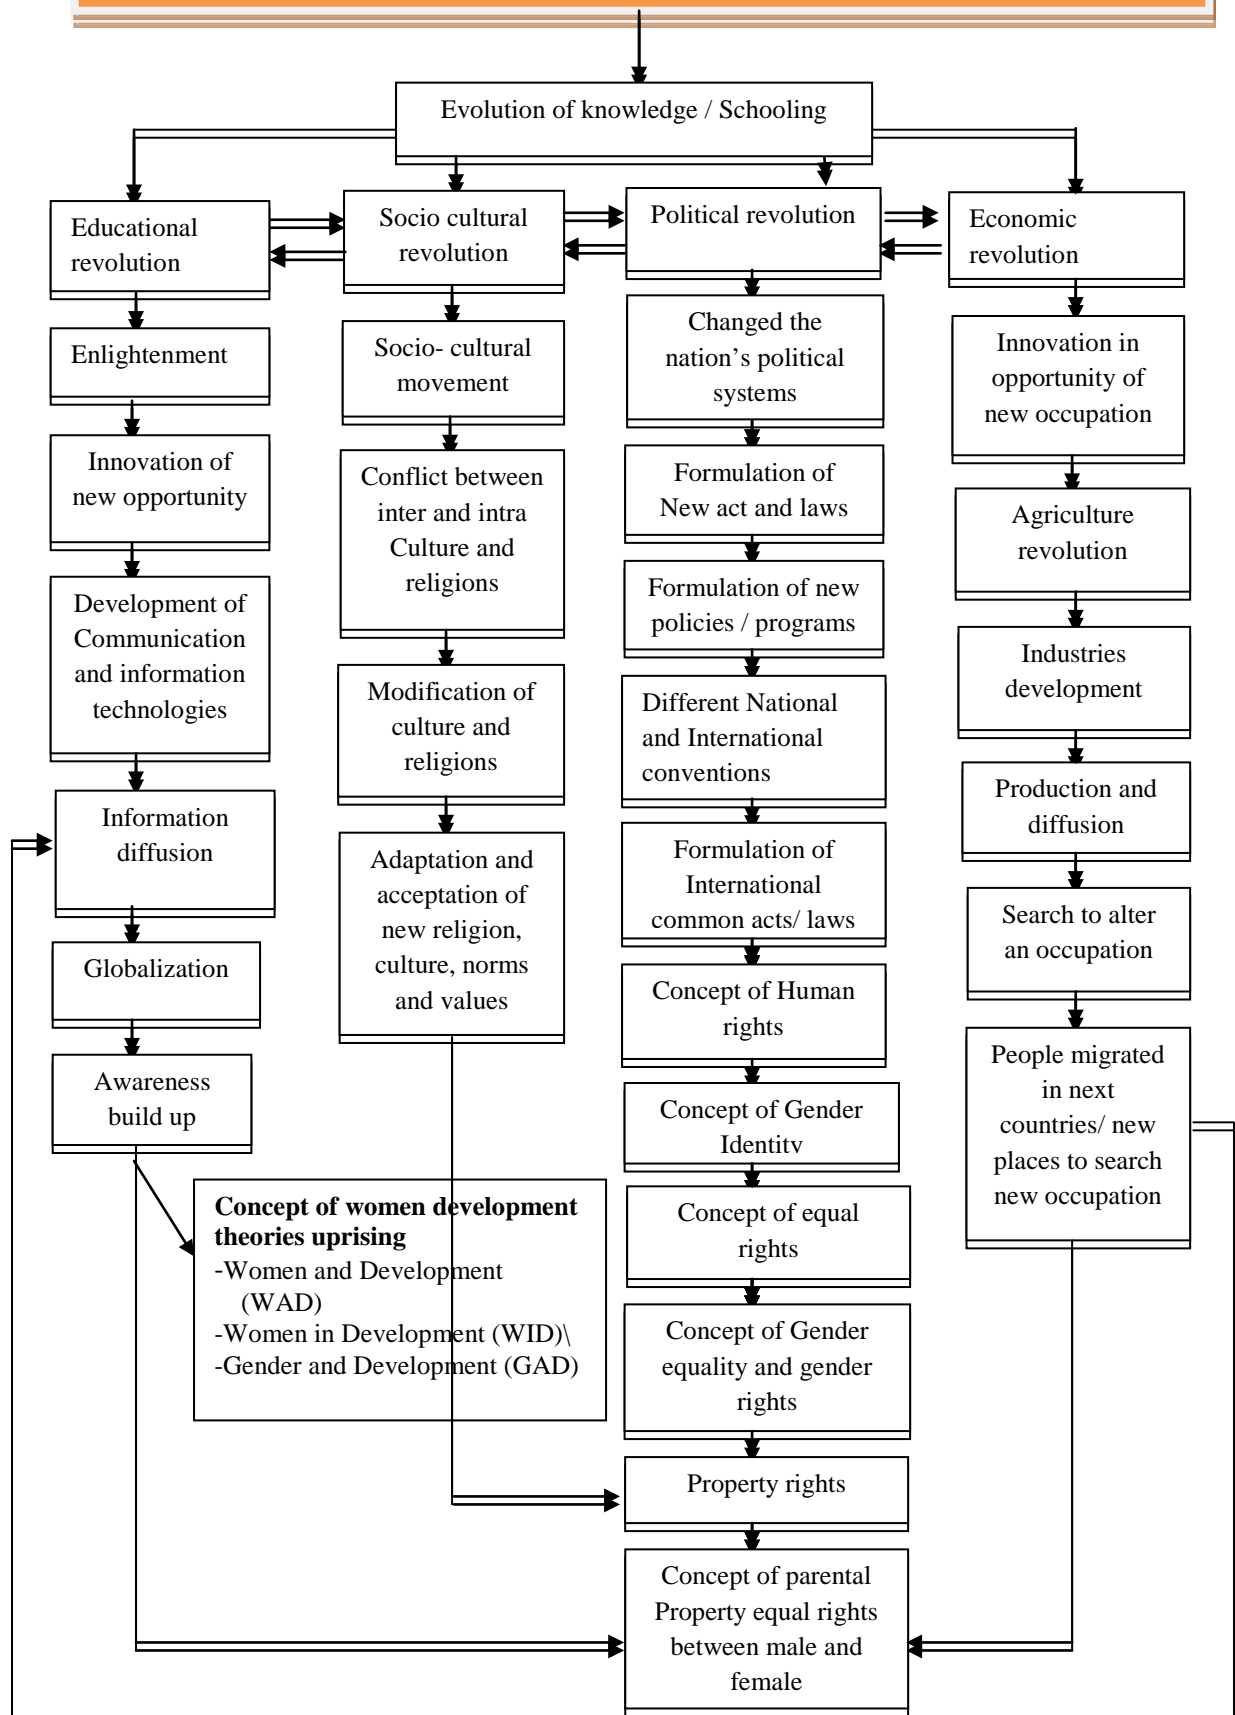 Evolution of knowledge / Schooling
Educational
revolution
Socio cultural
revolution
Political revolution
Economic
revolution
Enlightenment
Innovation of
new opportunity
Development of
Communication
and information
technologies
Information
diffusion
Globalization
Awareness
build up
Concept of women development
theories uprising
-Women and Development
(WAD)
-Women in Development (WID)\
-Gender and Development (GAD)
Socio- cultural
movement
Conflict between
inter and intra
Culture and
religions
Modification of
culture and
religions
Adaptation and
acceptation of
new religion,
culture, norms
and values
Changed the
nation’s political
systems
Formulation of
New act and laws
Formulation of new
policies / programs
Different National
and International
conventions
Formulation of
International
common acts/ laws
Concept of Human
rights
Concept of Gender
Identity
Concept of equal
rights
Concept of Gender
equality and gender
rights
Property rights
Concept of parental
Property equal rights
between male and
female
Innovation in
opportunity of
new occupation
Agriculture
revolution
Industries
development
Production and
diffusion
Search to alter
an occupation
People migrated
in next
countries/ new
places to search
new occupation